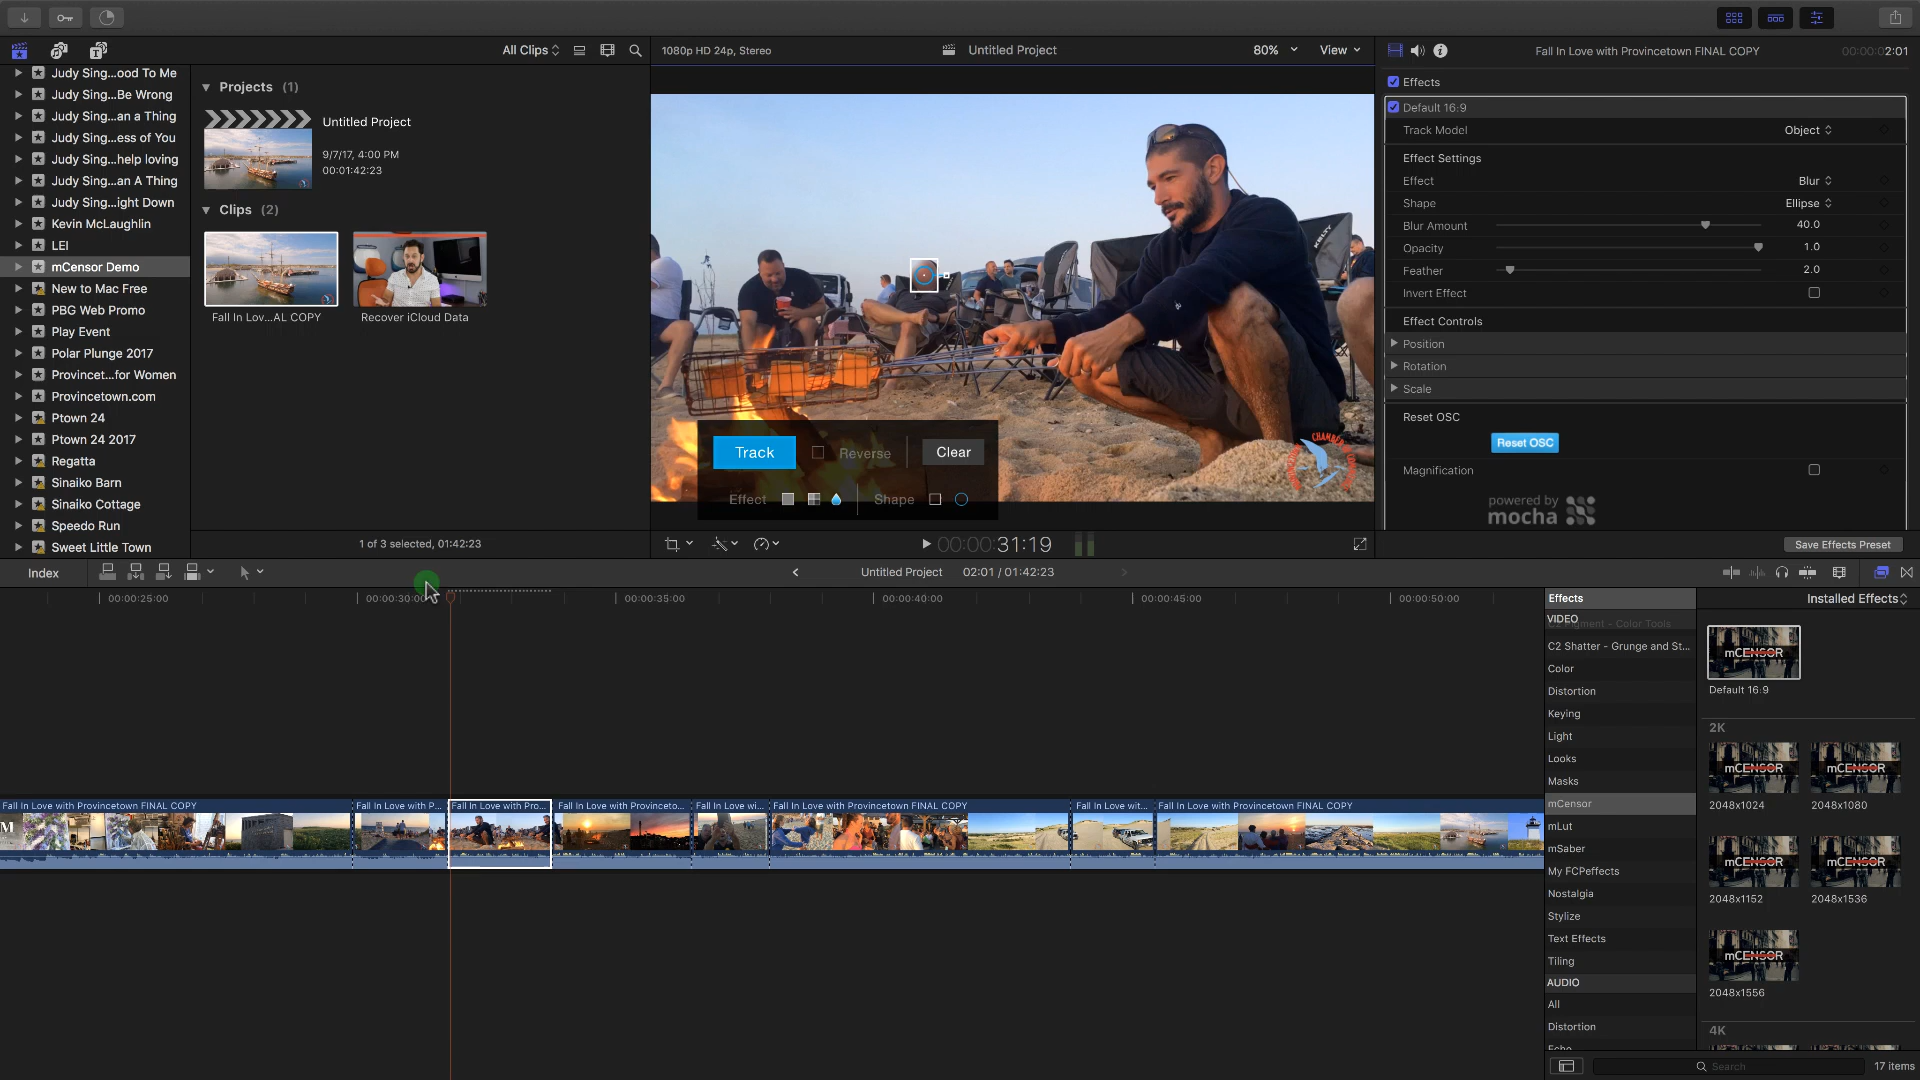 All Clips
1080p HD 24p, Stereo
Untitled Project
80%
View
Fall In Love with Provincetown FINAL COPY
00:00:02:01
Judy Sing...ood To Me
Judy Sing...Be Wrong
Judy Sing...an a Thing
Judy Sing...ess of You
Judy Sing...help loving
Judy Sing...an A Thing
Judy Sing...ight Down
Kevin McLaughlin
LEI
mCensor Demo
New to Mac Free
PBG Web Promo
Play Event
Polar Plunge 2017
Provincet...for Women
Provincetown.com
Ptown 24
Ptown 24 2017
Regatta
Sinaiko Barn
Sinaiko Cottage
Speedo Run
Sweet Little Town
Projects (1)
Untitled Project
9/7/17, 4:00 PM
00:01:42:23
Clips (2)
Fall In Lov...AL COPY
Recover iCloud Data
1 of 3 selected, 01:42:23
KELTY
Track
Reverse
Clear
Effect
Shape
00:00:31:19
Effects
Default 16:9
Track Model
Object
Effect Settings
Effect
Blur
Shape
Ellipse
Blur Amount
40.0
Opacity
1.0
Feather
2.0
Invert Effect
Effect Controls
Position
Rotation
Scale
Reset OSC
Reset OSC
Magnification
powered by
mocha
Save Effects Preset
Index
Untitled Project
02:01 / 01:42:23
00:00:25:00
00:00:30:0
00:00:35:00
00:00:40:00
00:00:45:00
00:00:50:00
Fall In Love with Provincetown FINAL COPY
Fall In Love with P...
Fall In Love with Pro...
Fall In Love with Provinceto...
Fall In Love wi...
Fall In Love with Provincetown FINAL COPY
Fall In Love wit...
Fall In Love with Provincetown FINAL COPY
M
Effects
VIDEO
C2 Pigment - Color Tools
C2 Shatter - Grunge and St...
Color
Distortion
Keying
Light
Looks
Masks
mCensor
mLut
mSaber
My FCPeffects
Nostalgia
Stylize
Text Effects
Tiling
AUDIO
All
Distortion
Echo
Installed Effects
mCENSOR
Default 16:9
2K
mCENSOR
2048x1024
mCENSOR
2048x1080
mCENSOR
2048x1152
mCENSOR
2048x1536
mCENSOR
2048x1556
4K
Search
17 items